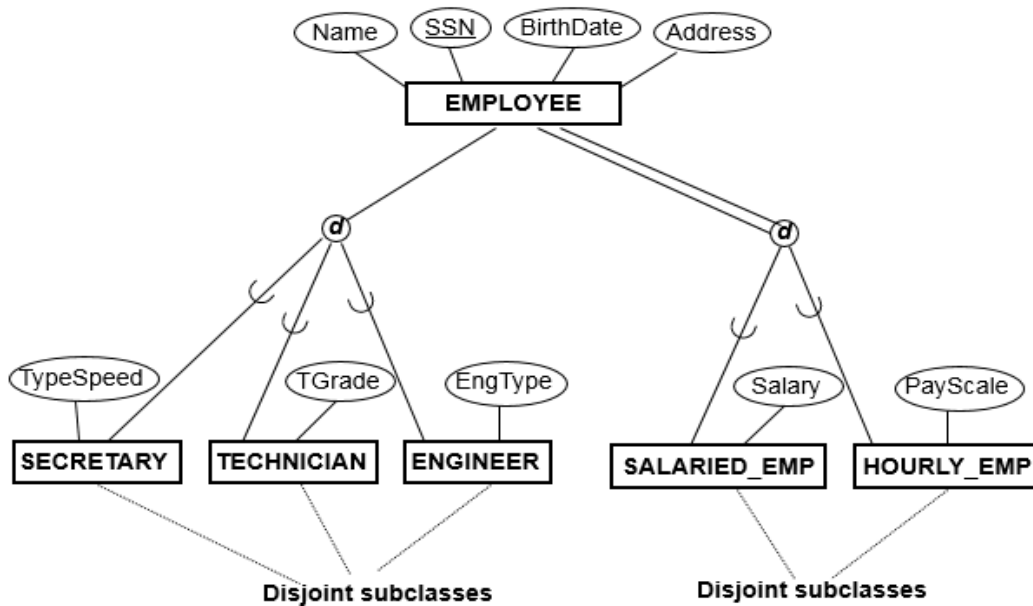 Name
SSN
BirthDate
Address
EMPLOYEE
d
d
TypeSpeed
TGrade
EngType
Salary
PayScale
SECRETARY
TECHNICIAN
ENGINEER
SALARIED_EMP
HOURLY_EMP
Disjoint subclasses
Disjoint subclasses